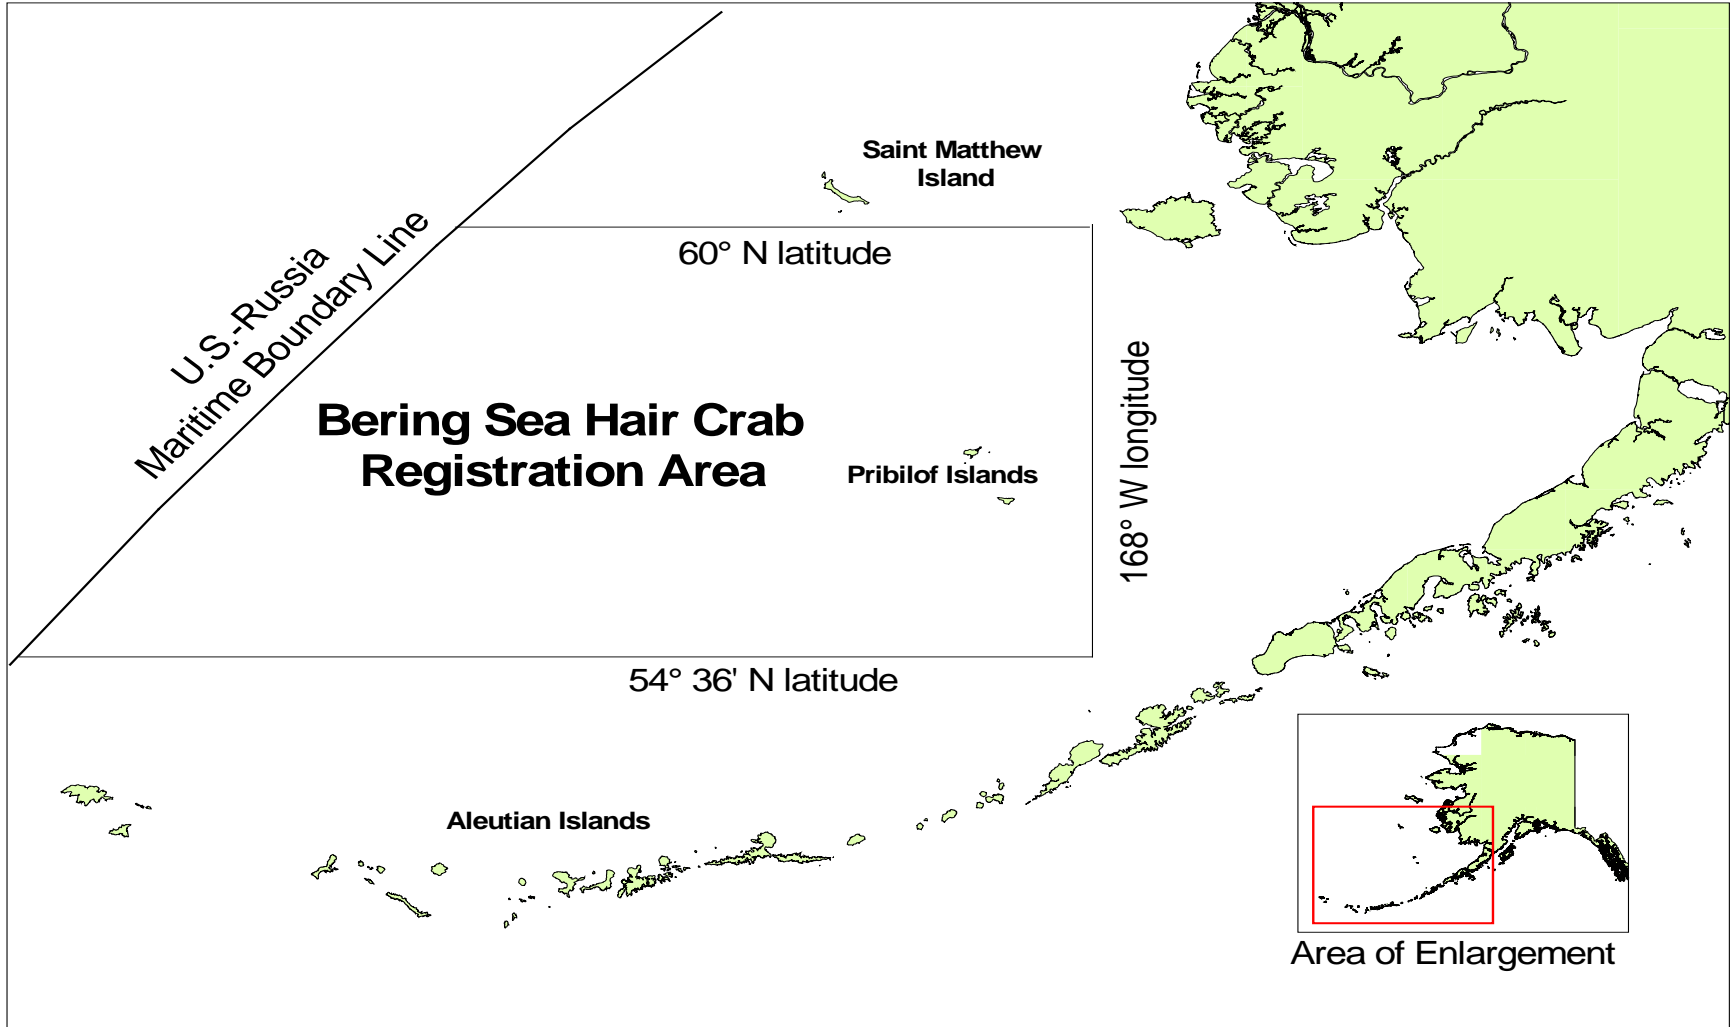 Saint Matthew
Island
60° N latitude
U.S.-Russia
Maritime Boundary Line
Bering Sea Hair Crab
Registration Area
Pribilof Islands
168° W longitude
54° 36' N latitude
Aleutian Islands
Area of Enlargement